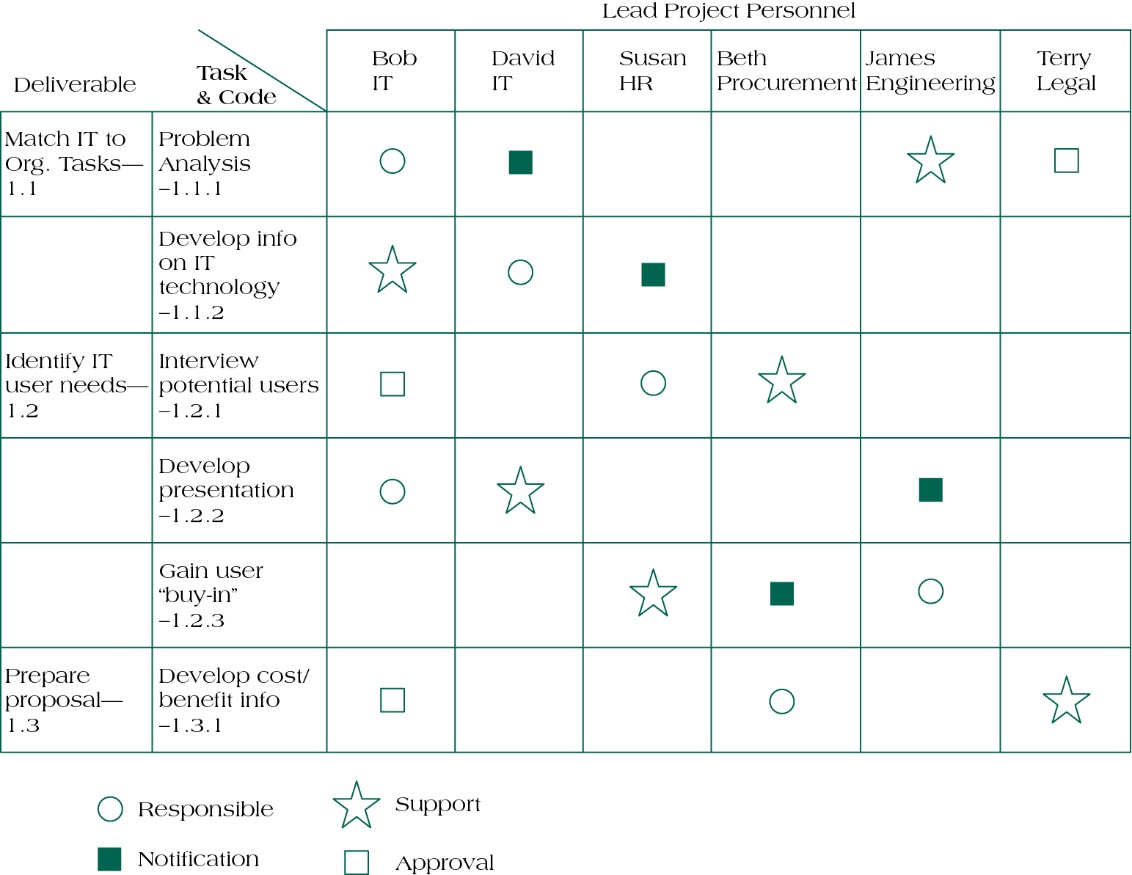 Lead Project Personnel
Deliverable
Task
& Code
Bob
IT
David
IT
Susan
HR
Beth
Procurement
James
Engineering
Terry
Legal
Match IT to
Org. Tasks—
1.1
Problem
Analysis
–1.1.1
Develop info
on IT
technology
–1.1.2
Identify IT
user needs—
1.2
Interview
potential users
–1.2.1
Develop
presentation
–1.2.2
Gain user
“buy-in”
–1.2.3
Prepare
proposal—
1.3
Develop cost/
benefit info
–1.3.1
Responsible
Support
Notification
Approval